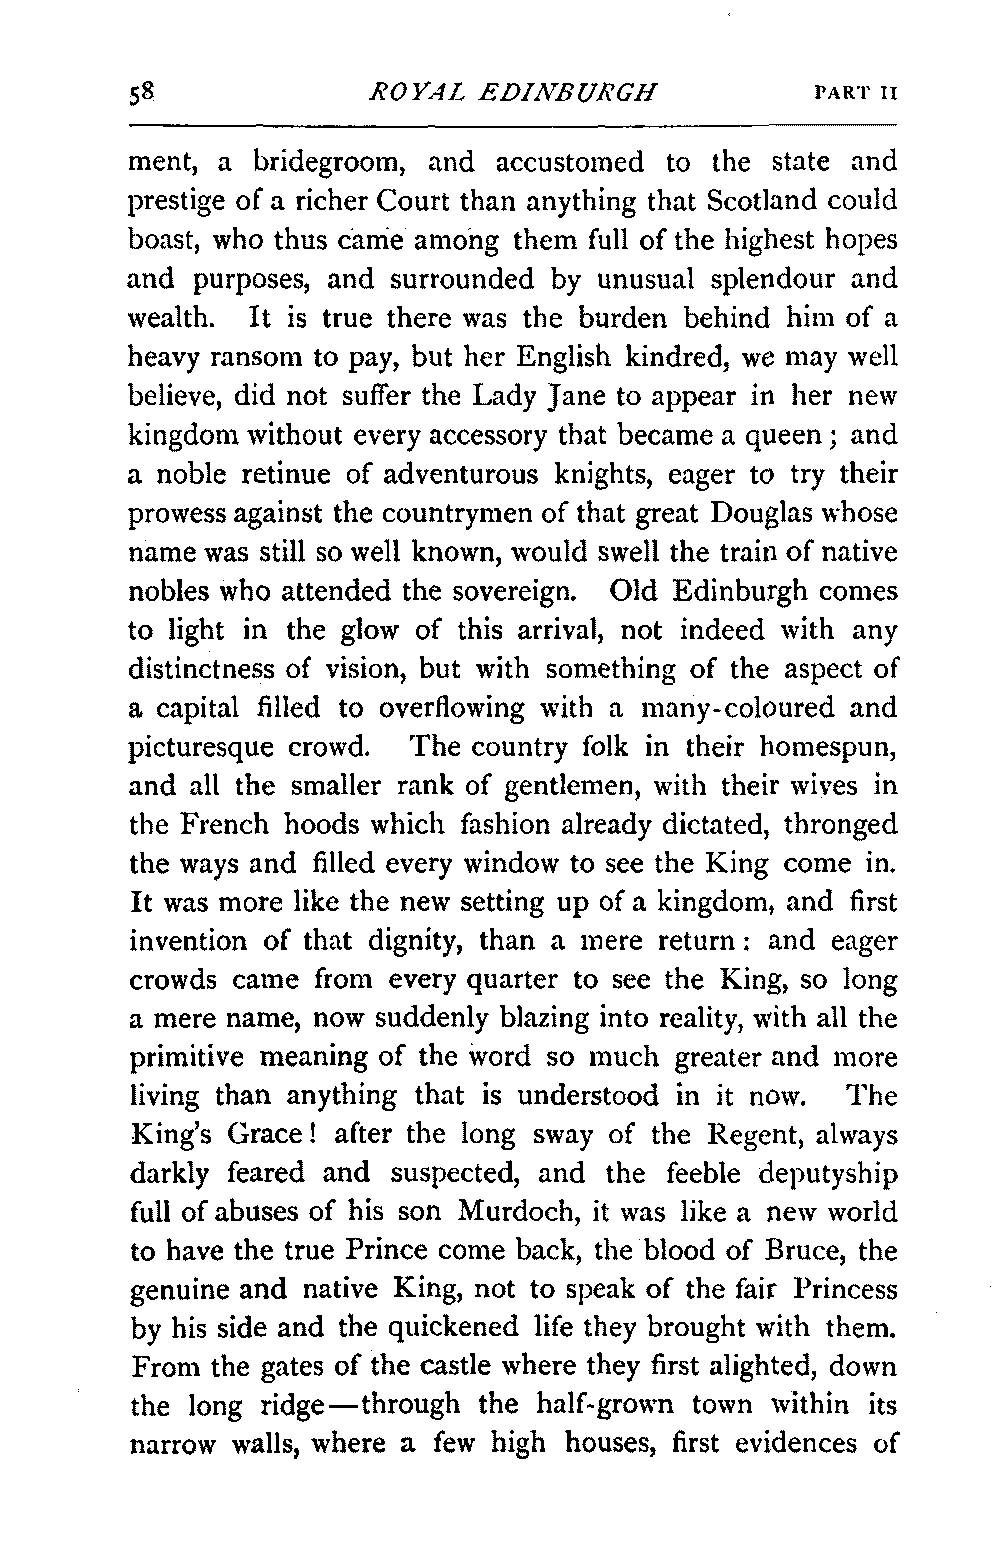 58 ROYAL EDINBURGH PART II
ment, a bridegroom, and accustomed to the state and
prestige of a richer Court than anything that Scotland could
boast, who thus came among them full of the highest hopes
and purposes, and surrounded by unusual splendour and
wealth. It is true there was the burden behind him of a
heavy ransom to pay, but her English kindred, we may well
believe, did not suffer the Lady Jane to appear in her new
kingdom without every accessory that became a queen ; and
a noble retinue of adventurous knights, eager to try their
prowess against the countrymen of that great Douglas whose
name was still so well known, would swell the train of native
nobles who attended the sovereign. Old Edinburgh comes
to light in the glow of this arrival, not indeed with any
distinctness of vision, but with something of the aspect of
a capital filled to overflowing with a many-coloured and
picturesque crowd. The country folk in their homespun,
and all the smaller rank of gentlemen, with their wives in
the French hoods which fashion already dictated, thronged
the ways and filled every window to see the King come in.
It was more like the new setting up of a kingdom, and first
invention of that dignity, than a mere return : and eager
crowds came from every quarter to see the King, so long
a mere name, now suddenly blazing into reality, with all the
primitive meaning of the word so much greater and more
living than anything that is understood in it now. The
King's Grace ! after the long sway of the Regent, always
darkly feared and suspected, and the feeble deputyship
full of abuses of his son Murdoch, it was like a new world
to have the true Prince come back, the blood of Bruce, the
genuine and native King, not to speak of the fair Princess
by his side and the quickened life they brought with them.
From the gates of the castle where they first alighted, down
the long ridge—through the half-grown town within its
narrow walls, where a few high houses, first evidences of